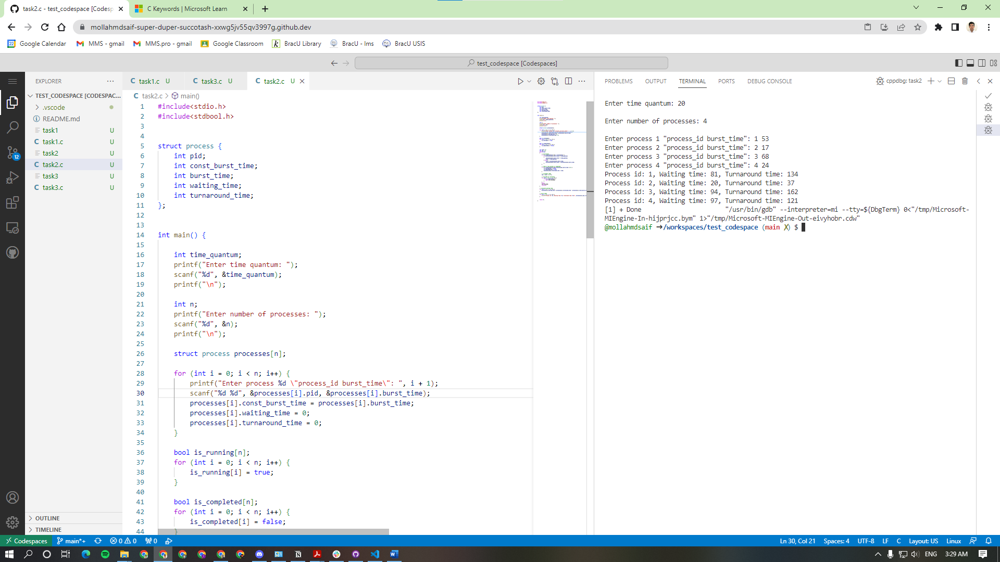 task2.c - test_codespace [Codesp
C Keywords | Microsoft Learn
mollahmdsaif-super-duper-succotash-xxwg5jv55qv3997g.github.dev
Google Calendar
MMS - gmail
MMS.pro - gmail
Google Classroom
BracU Library
BracU - lms
BracU USIS
test_codespace [Codespaces]
EXPLORER
TEST_CODESPACE [CODESPAC...
.vscode
README.md
task1 U
task1.c U
task2 U
task2.c U
task3 U
task3.c U
OUTLINE
TIMELINE
12
C task1.c U
C task3.c U
C task2.c U
C task2.c > main()
1 #include<stdio.h>
2 #include<stdbool.h>
3
4
5 struct process {
6 int pid;
7 int const_burst_time;
8 int burst_time;
9 int waiting_time;
10 int turnaround_time;
11 };
12
13
14 int main() {
15
16 int time_quantum;
17 printf("Enter time quantum: ");
18 scanf("%d", &time_quantum);
19 printf("\n");
20
21 int n;
22 printf("Enter number of processes: ");
23 scanf("%d", &n);
24 printf("\n");
25
26 struct process processes[n];
27
28 for (int i = 0; i < n; i++) {
29 printf("Enter process %d \"process_id burst_time\": ", i + 1);
30 scanf("%d %d", &processes[i].pid, &processes[i].burst_time);
31 processes[i].const_burst_time = processes[i].burst_time;
32 processes[i].waiting_time = 0;
33 processes[i].turnaround_time = 0;
34 }
35
36 bool is_running[n];
37 for (int i = 0; i < n; i++) {
38 is_running[i] = true;
39 }
40
41 bool is_completed[n];
42 for (int i = 0; i < n; i++) {
43 is_completed[i] = false;
44 }
PROBLEMS OUTPUT TERMINAL PORTS DEBUG CONSOLE
cppdbg: task2
Enter time quantum: 20
Enter number of processes: 4
Enter process 1 "process_id burst_time": 1 53
Enter process 2 "process_id burst_time": 2 17
Enter process 3 "process_id burst_time": 3 68
Enter process 4 "process_id burst_time": 4 24
Process id: 1, Waiting time: 81, Turnaround time: 134
Process id: 2, Waiting time: 20, Turnaround time: 37
Process id: 3, Waiting time: 94, Turnaround time: 162
Process id: 4, Waiting time: 97, Turnaround time: 121
[1] + Done "/usr/bin/gdb" --interpreter=mi --tty=${DbgTerm} 0<"/tmp/Microsoft-
MIEngine-In-hijprjcc.bym" 1>"/tmp/Microsoft-MIEngine-Out-eivyhobr.cdw"
@mollahmdsaif ➜/workspaces/test_codespace (main ✗) $
Codespaces main*+ 0 0 0
Ln 30, Col 21 Spaces: 4 UTF-8 LF C Layout: US Linux
ENG 3:29 AM